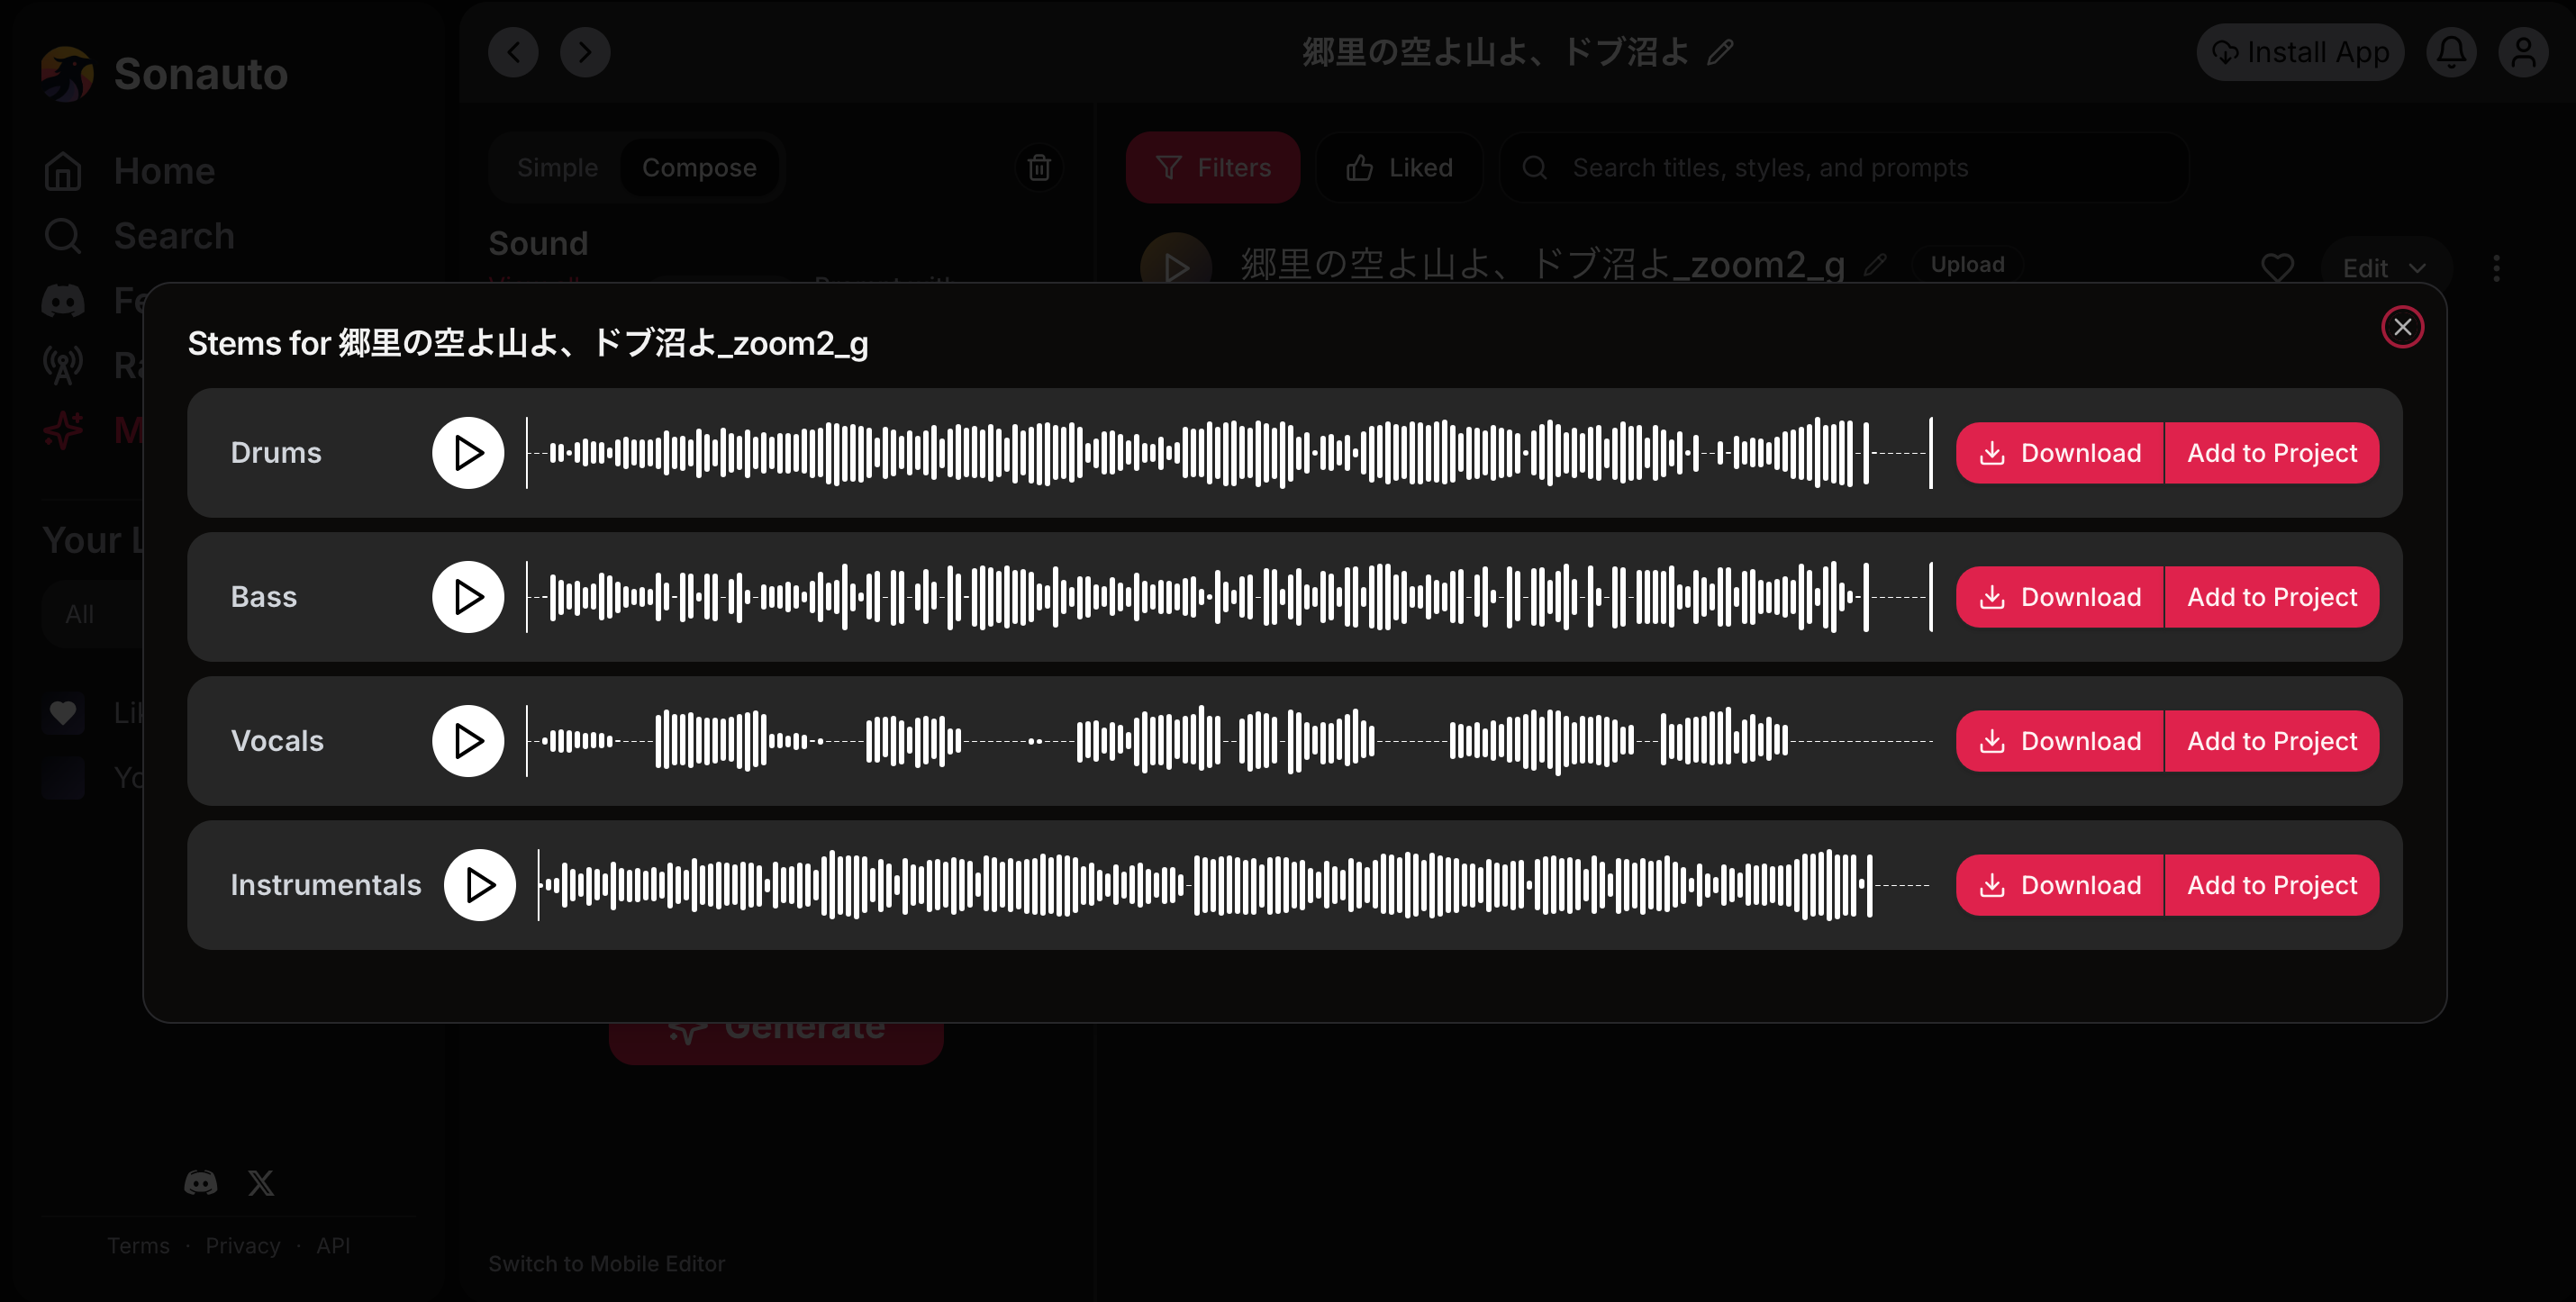 Sonauto
郷里の空よ山よ、ドブ沼よ
Install App
Home
Search
Simple
Compose
Filters
Liked
Search titles, styles, and prompts
Sound
郷里の空よ山よ、ドブ沼よ_zoom2_g
Upload
Edit
Stems for 郷里の空よ山よ、ドブ沼よ_zoom2_g
Drums
Download
Add to Project
Bass
Download
Add to Project
Vocals
Download
Add to Project
Instrumentals
Download
Add to Project
Your
All
Generate
Terms · Privacy · API
Switch to Mobile Editor